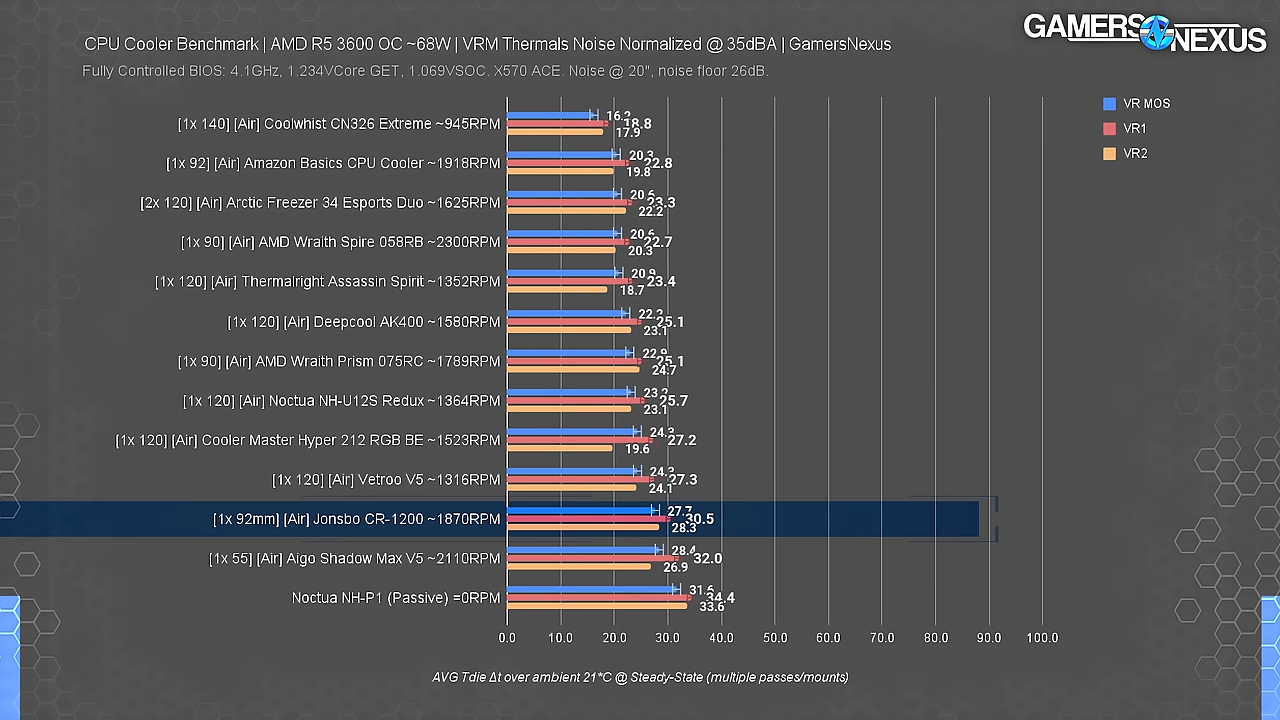 GAMERS NEXUS
CPU Cooler Benchmark | AMD R5 3600 OC ~68W | VRM Thermals Noise Normalized @ 35dBA | GamersNexus
Fully Controlled BIOS: 4.1GHz, 1.234VCore GET, 1.069VSOC. X570 ACE. Noise @ 20", noise floor 26dB.
VR MOS
VR1
VR2
[1x 140] [Air] Coolwhist CN326 Extreme ~945RPM
16.2
18.8
17.9
[1x 92] [Air] Amazon Basics CPU Cooler ~1918RPM
20.3
22.8
19.8
[2x 120] [Air] Arctic Freezer 34 Esports Duo ~1625RPM
23.3
22.2
[1x 90] [Air] AMD Wraith Spire 058RB ~2300RPM
20.6
22.7
20.3
[1x 120] [Air] Thermalright Assassin Spirit ~1352RPM
20.9
23.4
18.7
[1x 120] [Air] Deepcool AK400 ~1580RPM
22.2
25.1
23.1
[1x 90] [Air] AMD Wraith Prism 075RC ~1789RPM
22.9
25.1
24.7
[1x 120] [Air] Noctua NH-U12S Redux ~1364RPM
23.2
25.7
23.1
[1x 120] [Air] Cooler Master Hyper 212 RGB BE ~1523RPM
24.3
27.2
19.6
[1x 120] [Air] Vetroo V5 ~1316RPM
24.3
27.3
24.1
[1x 92mm] [Air] Jonsbo CR-1200 ~1870RPM
27.7
30.5
28.3
[1x 55] [Air] Aigo Shadow Max V5 ~2110RPM
28.4
32.0
26.9
Noctua NH-P1 (Passive) =0RPM
31.6
34.4
33.6
0.0 10.0 20.0 30.0 40.0 50.0 60.0 70.0 80.0 90.0 100.0
AVG Tdie Δt over ambient 21*C @ Steady-State (multiple passes/mounts)